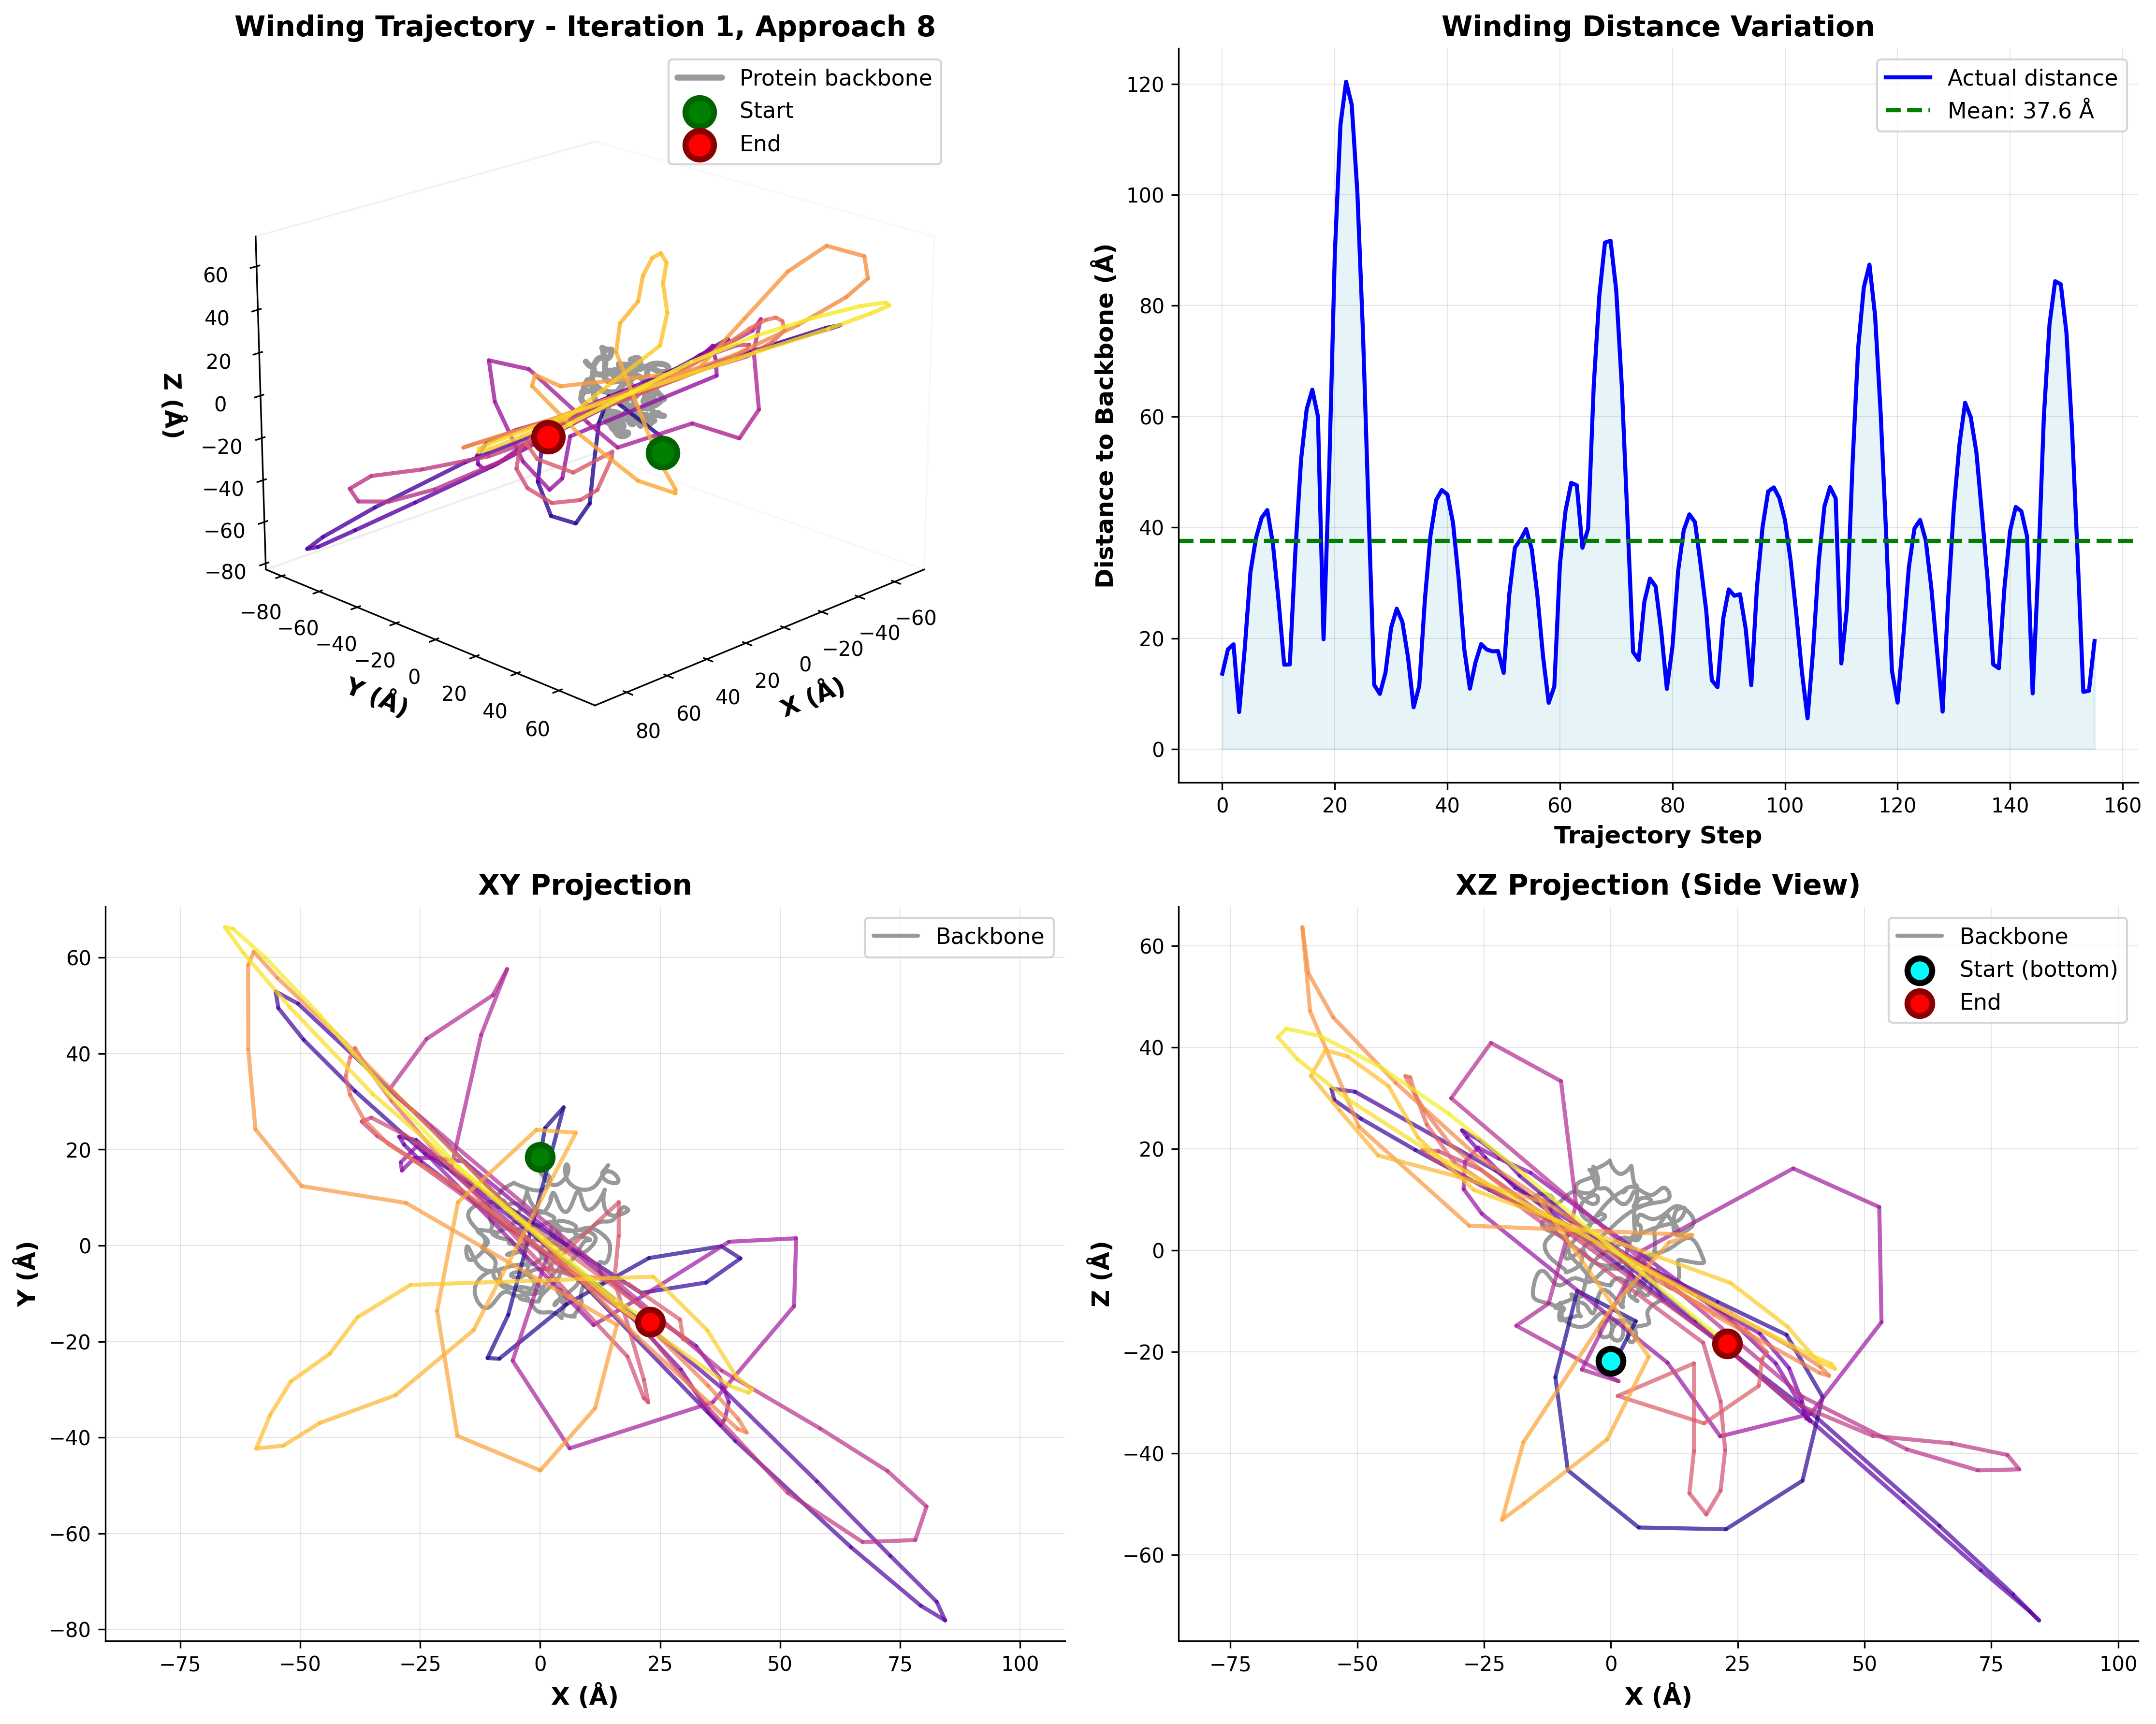 Winding Trajectory - Iteration 1, Approach 8
Protein backbone
Start
End
Z (Å)
60
40
20
0
−20
−40
−60
−80
−80
−60
−40
−20
0
20
40
60
Y (Å)
80
60
40
20
0
−20
−40
−60
X (Å)
Winding Distance Variation
Actual distance
Mean: 37.6 Å
Distance to Backbone (Å)
120
100
80
60
40
20
0
0 20 40 60 80 100 120 140 160
Trajectory Step
XY Projection
Backbone
Y (Å)
60
40
20
0
−20
−40
−60
−80
−75 −50 −25 0 25 50 75 100
X (Å)
XZ Projection (Side View)
Backbone
Start (bottom)
End
Z (Å)
60
40
20
0
−20
−40
−60
−75 −50 −25 0 25 50 75 100
X (Å)